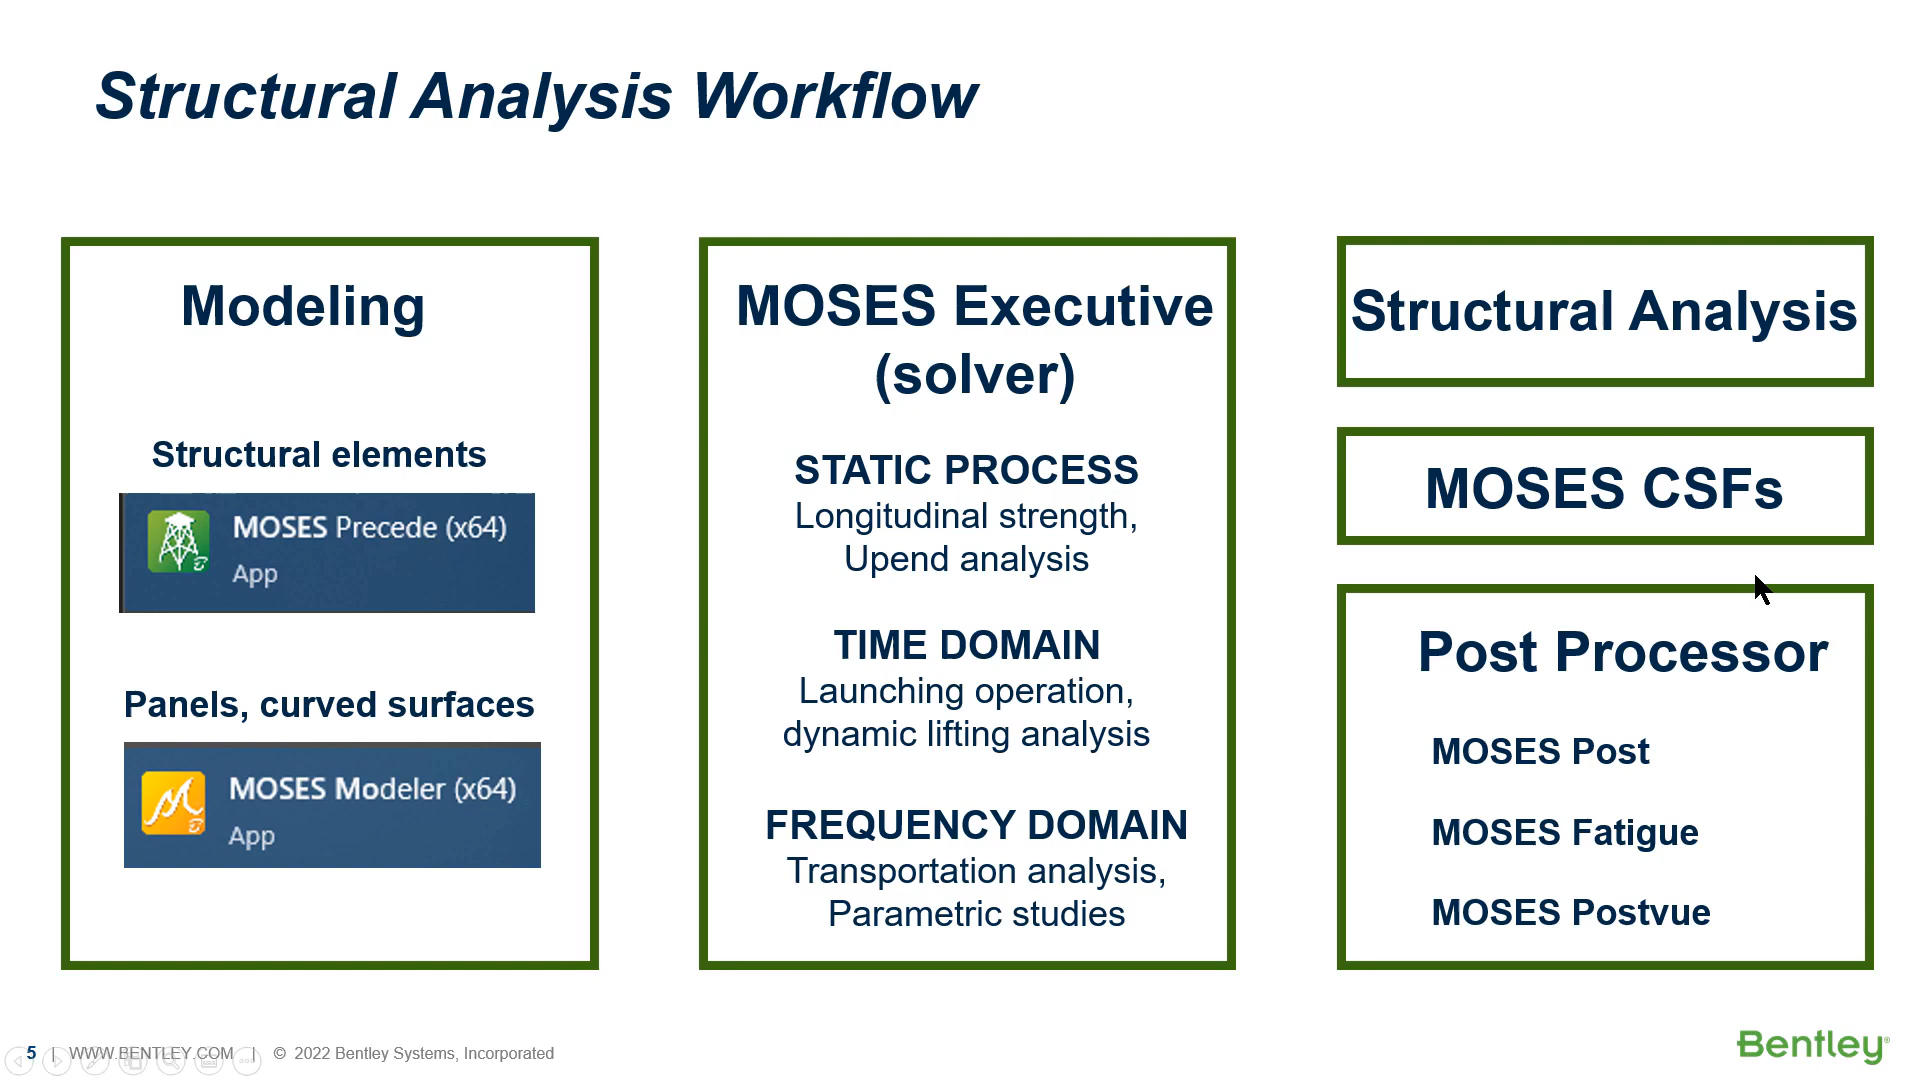 Structural Analysis Workflow
Modeling
Structural elements
MOSES Precede (x64)
App
Panels, curved surfaces
MOSES Modeler (x64)
App
MOSES Executive
(solver)
STATIC PROCESS
Longitudinal strength,
Upend analysis
TIME DOMAIN
Launching operation,
dynamic lifting analysis
FREQUENCY DOMAIN
Transportation analysis,
Parametric studies
Structural Analysis
MOSES CSFs
Post Processor
MOSES Post
MOSES Fatigue
MOSES Postvue
5 | WWW.BENTLEY.COM | © 2022 Bentley Systems, Incorporated
Bentley®